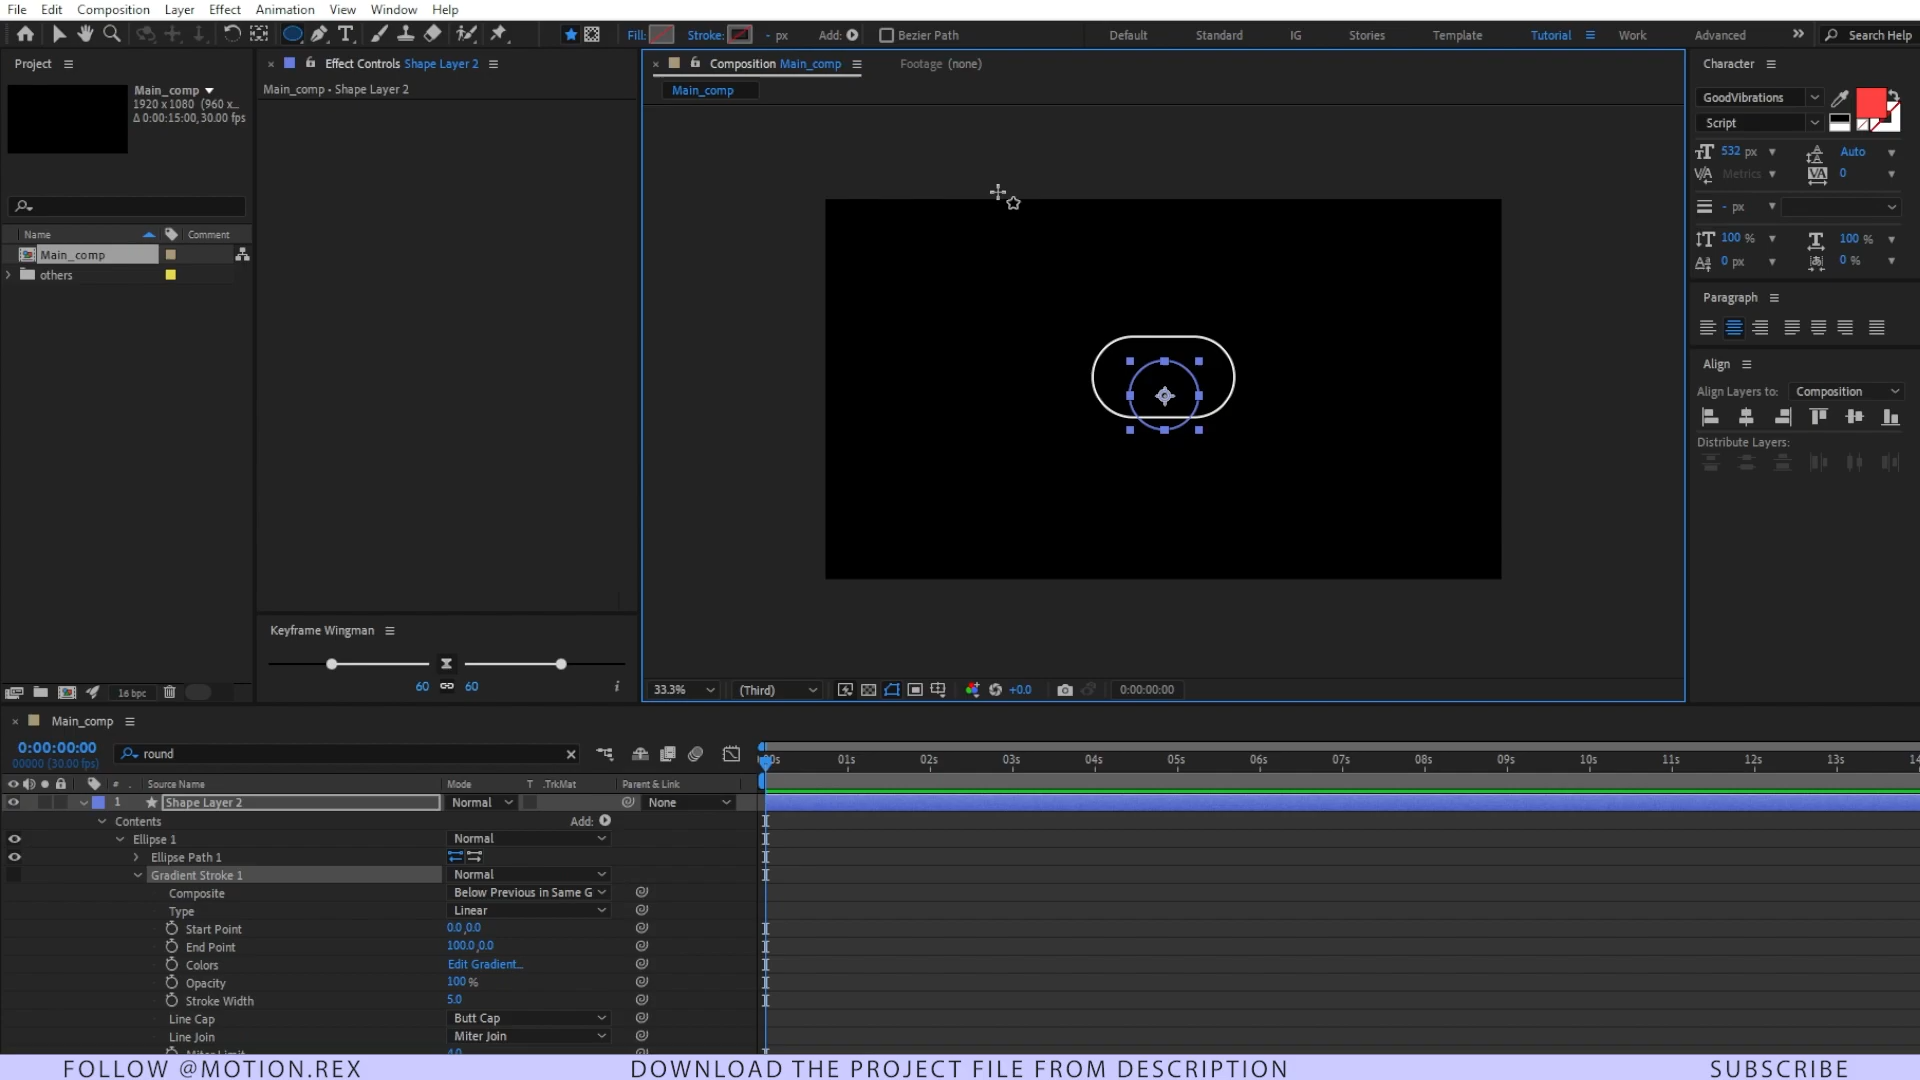 File Edit Composition Layer Effect Animation View Window Help
Fill: Stroke: - px Add: Bezier Path Default Standard IG Stories Template Tutorial Work Advanced Search Help
Project
Main_comp
1920 x 1080 (960 x...
Δ 0:00:15:00, 30.00 fps
Name Comment
Main_comp
others
16 bpc
Effect Controls Shape Layer 2
Main_comp • Shape Layer 2
Keyframe Wingman
60 60
Composition Main_comp
Footage (none)
Main_comp
33.3% (Third) +0.0 0:00:00:00
Character
GoodVibrations
Script
532 px Auto
Metrics 0
- px
100 % 100 %
0 px 0 %
Paragraph
Align
Align Layers to: Composition
Distribute Layers:
Main_comp
0:00:00:00
00000 (30.00 fps)
round
01s 02s 03s 04s 05s 06s 07s 08s 09s 10s 11s 12s 13s
# Source Name Mode T .TrkMat Parent & Link
1 Shape Layer 2 Normal None
Contents Add:
Ellipse 1 Normal
Ellipse Path 1
Gradient Stroke 1 Normal
Composite Below Previous in Same G
Type Linear
Start Point 0.0,0.0
End Point 100.0,0.0
Colors Edit Gradient...
Opacity 100 %
Stroke Width 5.0
Line Cap Butt Cap
Line Join Miter Join
FOLLOW @MOTION.REX DOWNLOAD THE PROJECT FILE FROM DESCRIPTION SUBSCRIBE